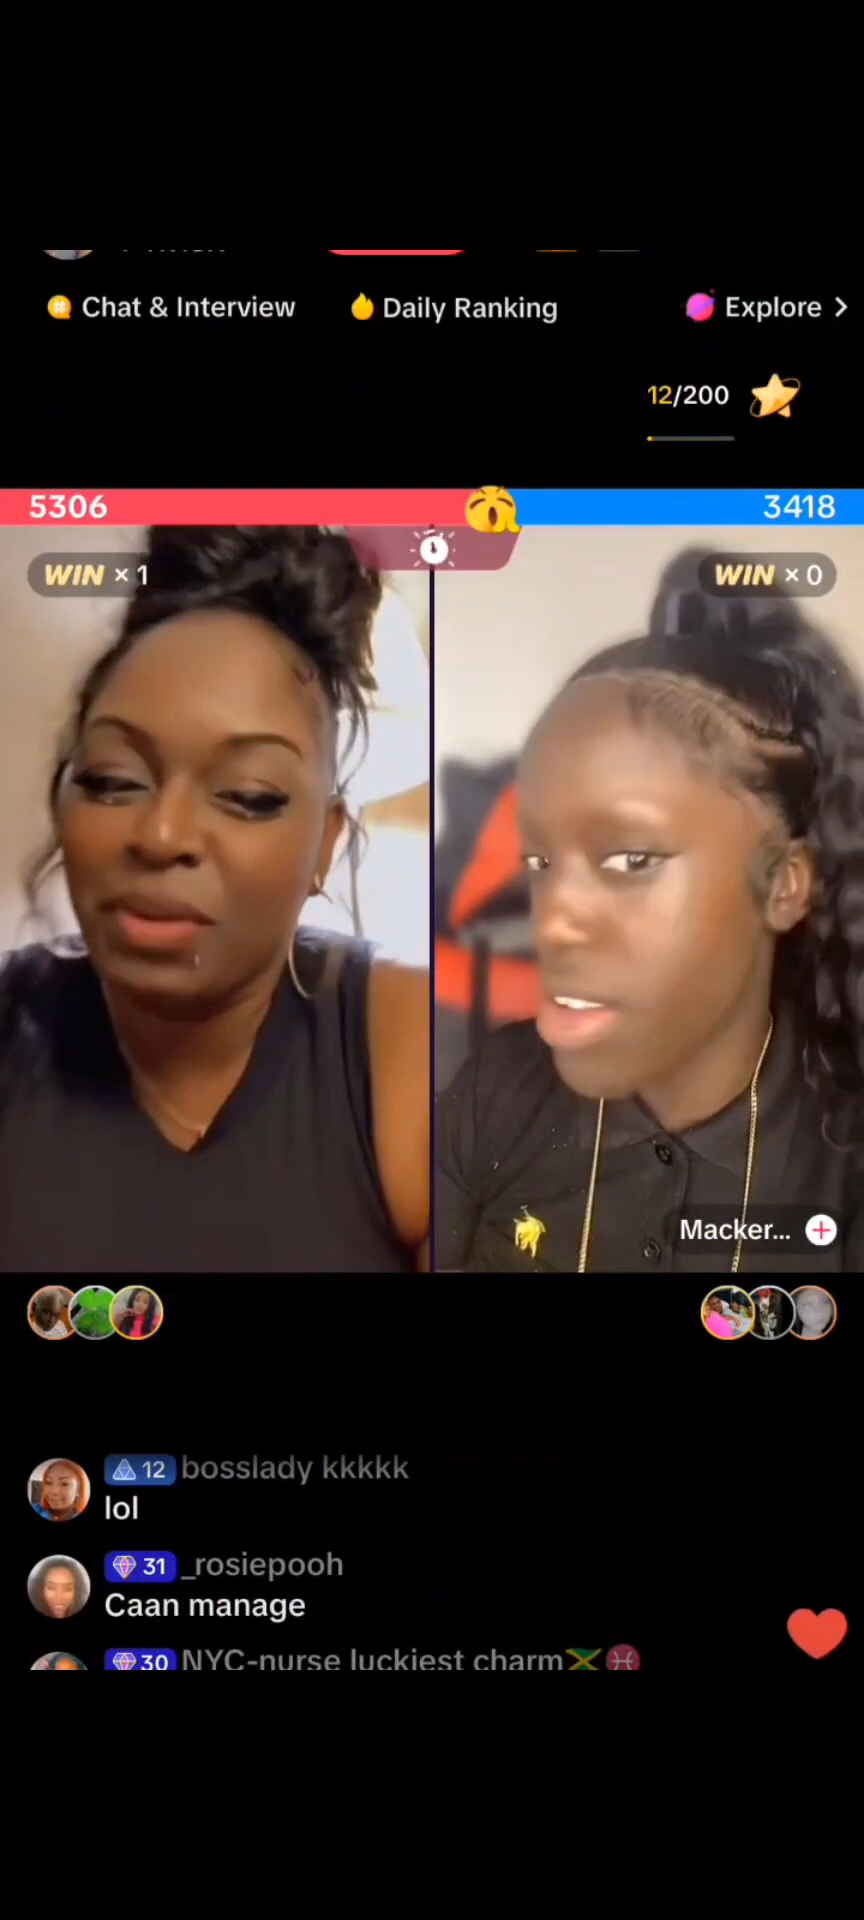 Chat & Interview
Daily Ranking
Explore >
12/200
5306
3418
WIN × 1
WIN × 0
Macker...
12 bosslady kkkkk
lol
31 _rosiepooh
Caan manage
30 NYC-nurse luckiest charm🇯🇲♓